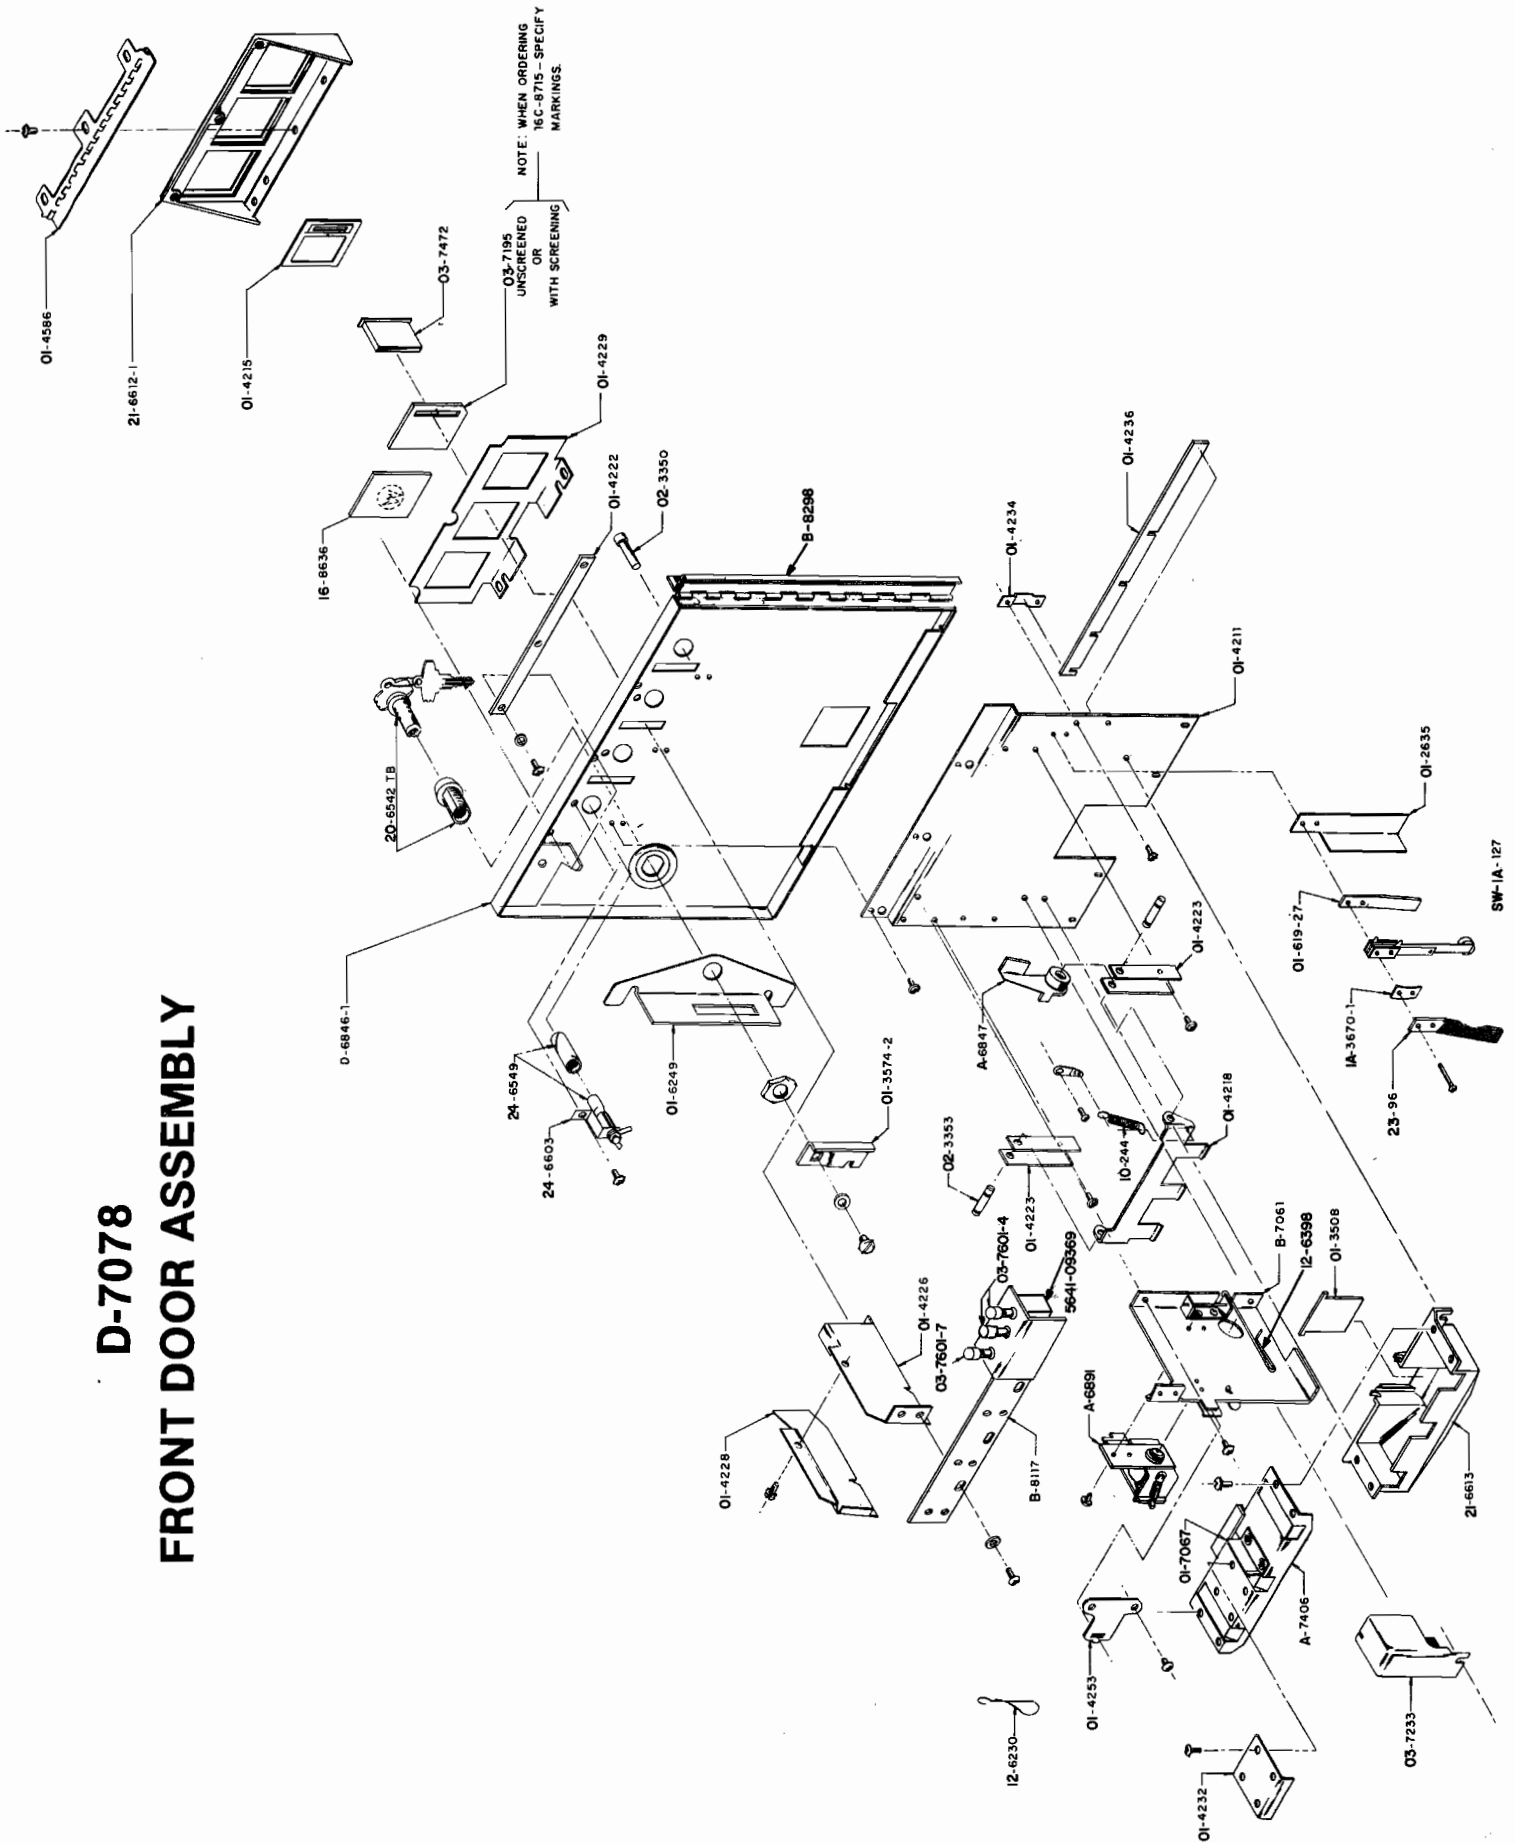 D-7078
FRONT DOOR ASSEMBLY
01-4586
21-6612-1
01-4215
03-7472
NOTE: WHEN ORDERING
16C-8715 - SPECIFY
MARKINGS.
03-7195
UNSCREENED
OR
WITH SCREENING
01-4229
16-8636
01-4222
02-3350
B-8298
20-6542 TB
D-6846-1
01-4236
01-4234
01-4211
01-2635
01-619-27
SW-1A-127
1A-3670-1
23-96
24-6549
24-6603
01-6249
01-3574-2
A-6847
01-4223
02-3353
01-4223
10-244
01-4218
03-7601-4
5641-09369
03-7601-7
01-4226
01-4228
B-8117
A-6891
B-7061
12-6398
01-3508
21-6613
01-7067
A-7406
01-4253
12-6230
01-4232
03-7233